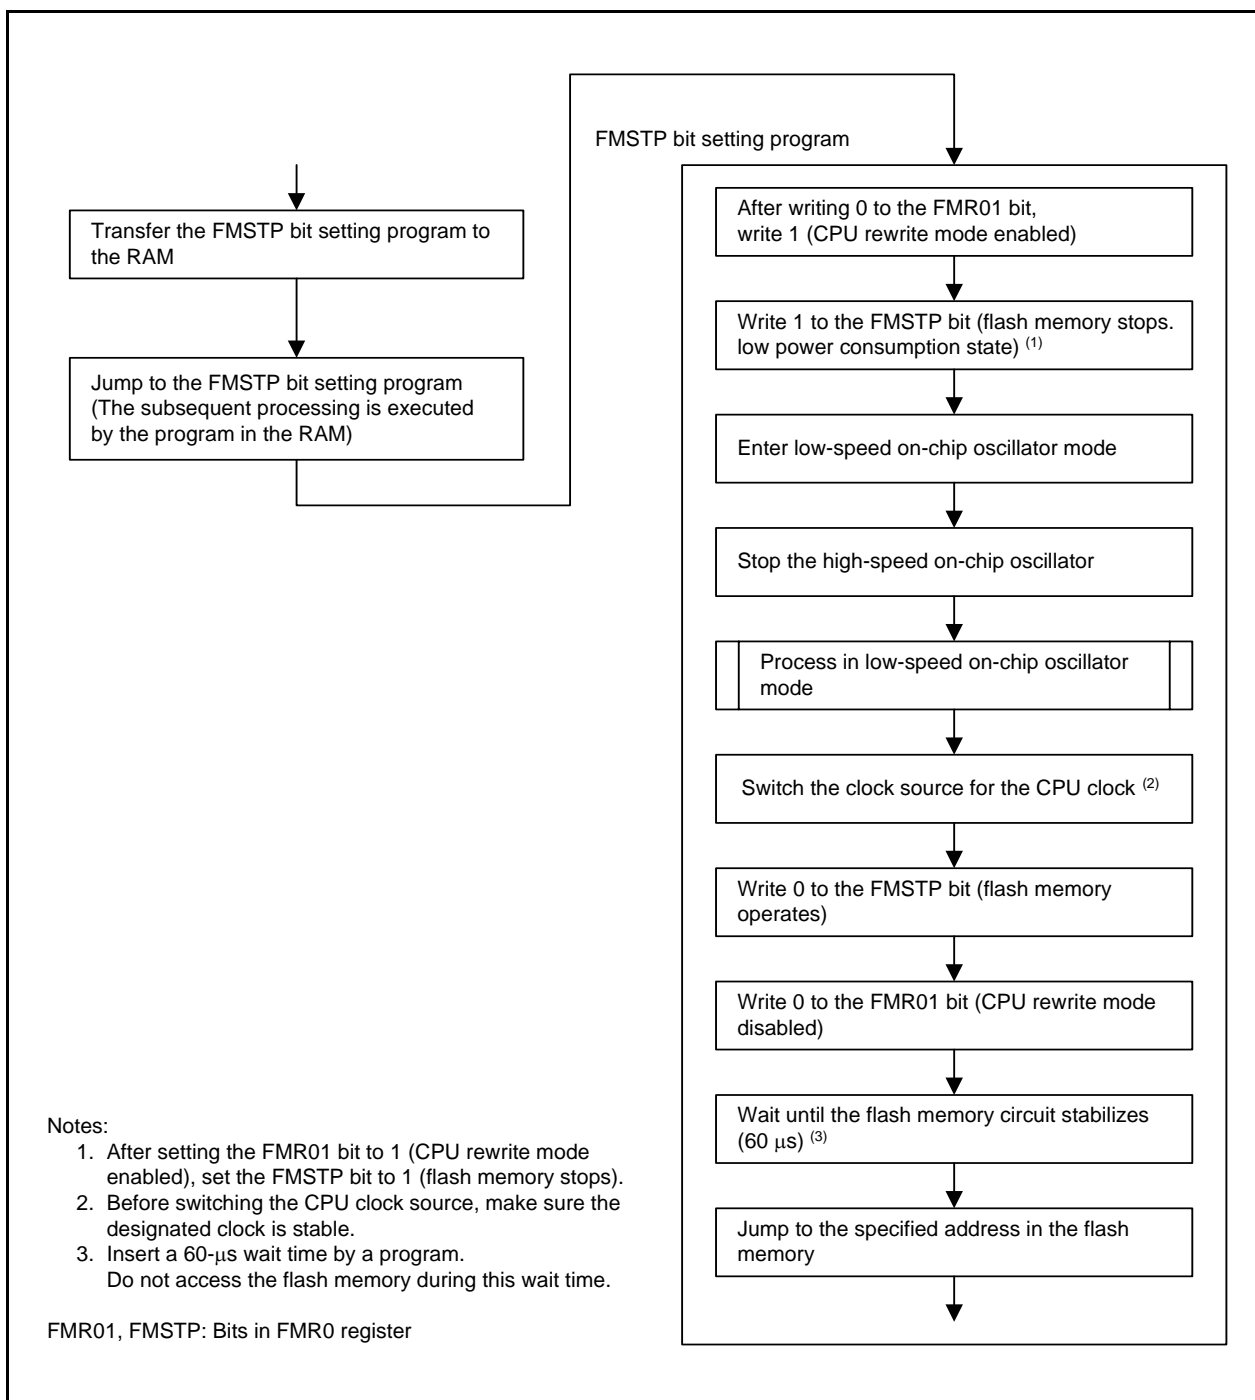 Transfer the FMSTP bit setting program to
the RAM
Jump to the FMSTP bit setting program
(The subsequent processing is executed
by the program in the RAM)
FMSTP bit setting program
After writing 0 to the FMR01 bit,
write 1 (CPU rewrite mode enabled)
Write 1 to the FMSTP bit (flash memory stops.
low power consumption state) (1)
Enter low-speed on-chip oscillator mode
Stop the high-speed on-chip oscillator
Process in low-speed on-chip oscillator
mode
Switch the clock source for the CPU clock (2)
Write 0 to the FMSTP bit (flash memory
operates)
Write 0 to the FMR01 bit (CPU rewrite mode
disabled)
Wait until the flash memory circuit stabilizes
(60 μs) (3)
Jump to the specified address in the flash
memory
Notes:
1. After setting the FMR01 bit to 1 (CPU rewrite mode
enabled), set the FMSTP bit to 1 (flash memory stops).
2. Before switching the CPU clock source, make sure the
designated clock is stable.
3. Insert a 60-μs wait time by a program.
Do not access the flash memory during this wait time.
FMR01, FMSTP: Bits in FMR0 register